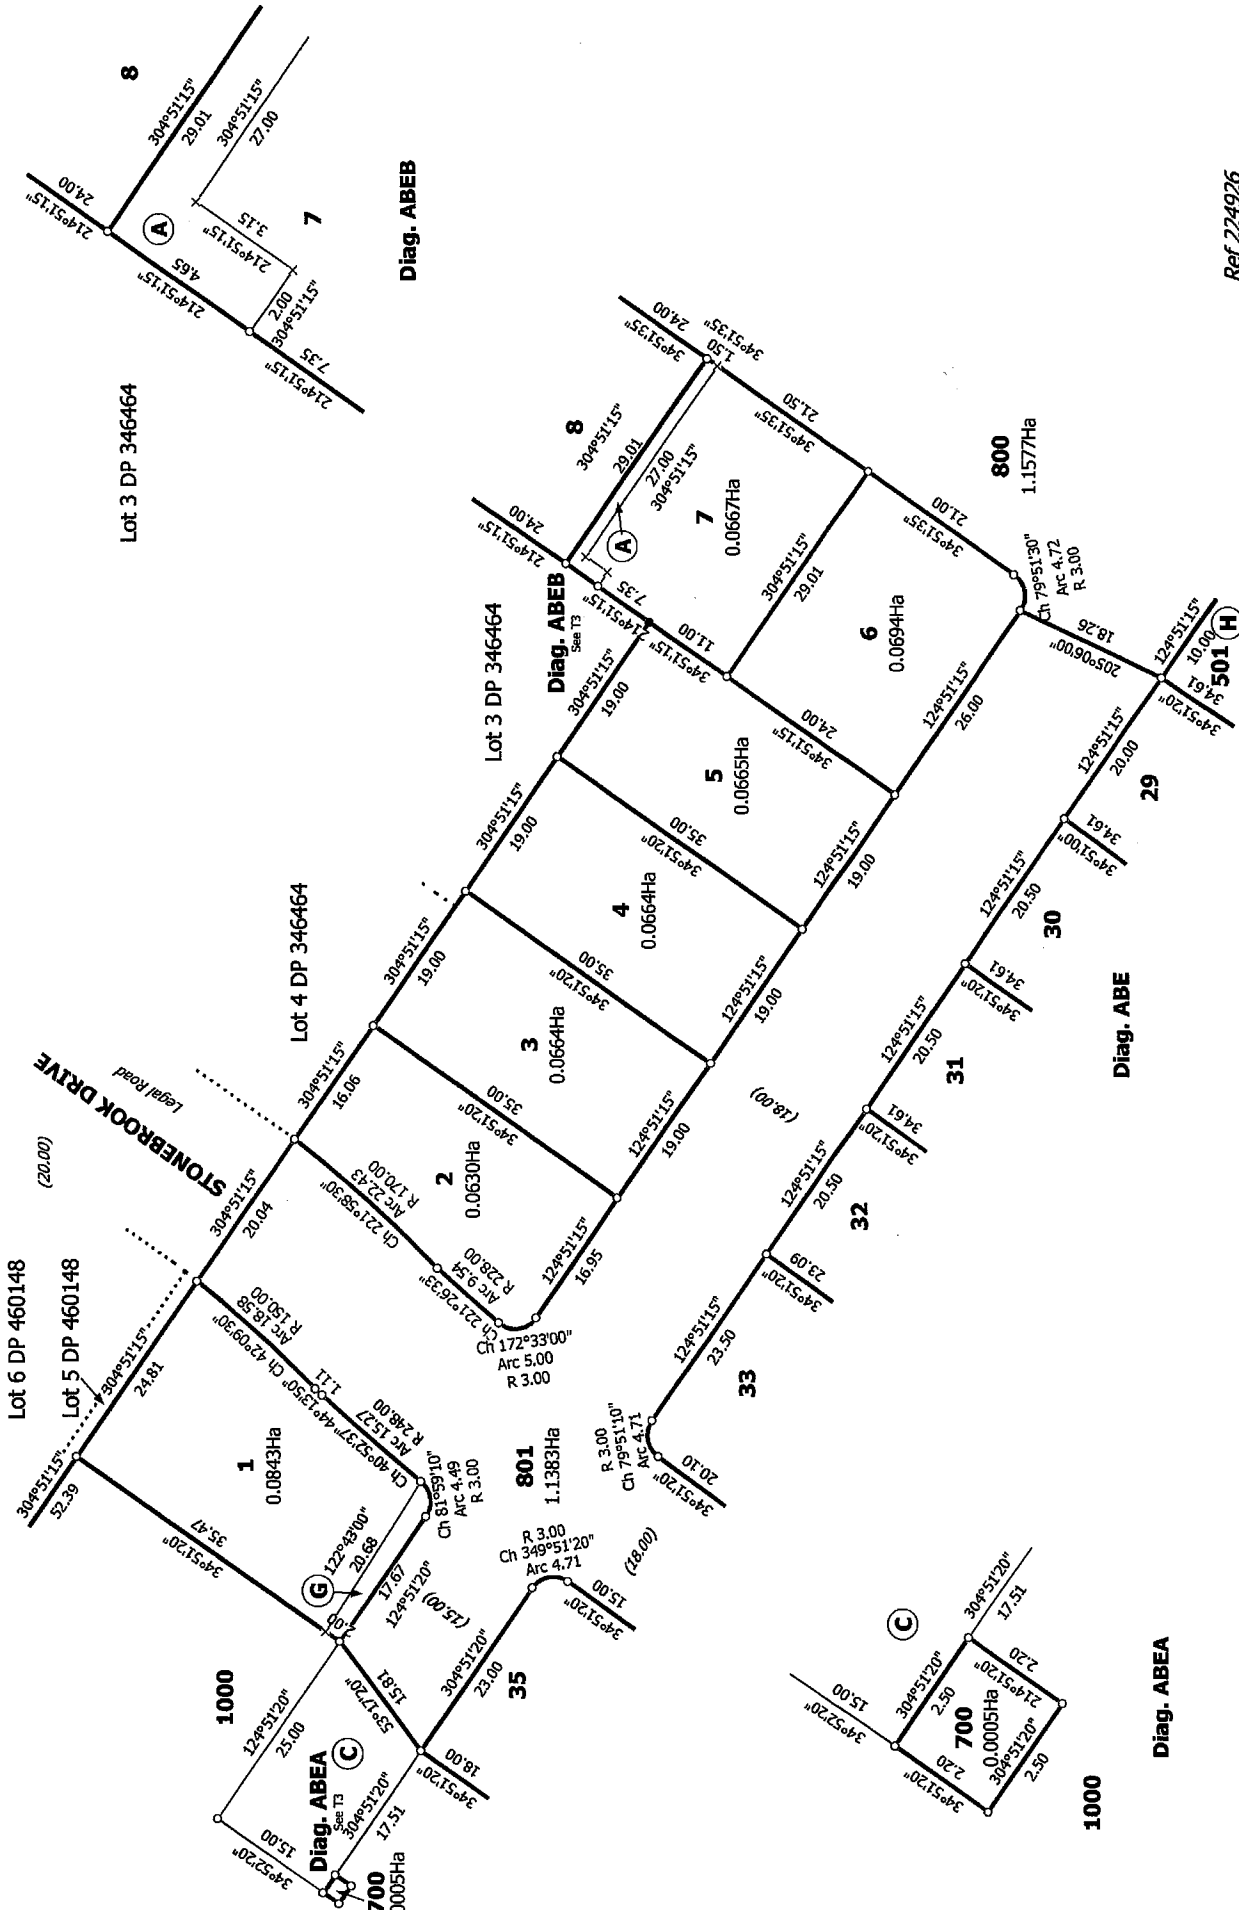 8
304°51'15"
29.01
304°51'15"
27.00
24.00
214°51'15"
A
3.15
214°51'15"
7
4.65
214°51'15"
2.00
304°51'15"
7.35
214°51'15"
Diag. ABEB
Ref 224926
Lot 3 DP 346464
24.00
34°51'35"
1.50
34°51'35"
8
304°51'15"
29.01
27.00
304°51'15"
A
7
0.0667Ha
21.50
34°51'35"
24.00
214°51'15"
Lot 3 DP 346464
Diag. ABEB
See T3
7.35
214°51'15"
11.00
34°51'15"
304°51'15"
29.01
800
1.1577Ha
21.00
34°51'35"
6
0.0694Ha
Ch 79°51'30"
Arc 4.72
R 3.00
304°51'15"
19.00
5
0.0665Ha
24.00
34°51'15"
124°51'15"
26.00
18.26
205°06'00"
124°51'15"
10.00
H
501
34.61
34°51'20"
304°51'15"
19.00
4
0.0664Ha
35.00
34°51'20"
124°51'15"
19.00
124°51'15"
20.00
29
34.61
34°51'00"
Lot 4 DP 346464
304°51'15"
19.00
3
0.0664Ha
35.00
34°51'20"
124°51'15"
19.00
124°51'15"
20.50
30
34.61
34°51'20"
STONEBROOK DRIVE
Legal Road
(20.00)
304°51'15"
16.06
2
0.0630Ha
35.00
34°51'20"
124°51'15"
19.00
(18.00)
124°51'15"
20.50
31
34.61
34°51'20"
Diag. ABE
304°51'15"
20.04
Ch 221°58'30"
Arc 22.43
R 170.00
Ch 221°26'33"
Arc 9.54
R 228.00
124°51'15"
16.95
Ch 172°33'00"
Arc 5.00
R 3.00
124°51'15"
20.50
32
23.09
34°51'20"
Lot 6 DP 460148
Lot 5 DP 460148
304°51'15"
24.81
304°51'15"
52.39
1
0.0843Ha
Ch 42°09'30"
Arc 18.58
R 150.00
44°13'50"
1.11
Ch 40°52'37"
Arc 15.27
R 248.00
Ch 81°59'10"
Arc 4.49
R 3.00
801
1.1383Ha
124°51'15"
23.50
33
R 3.00
Ch 79°51'10"
Arc 4.71
20.10
34°51'20"
35.47
34°51'20"
G
122°43'00"
20.68
2.00
17.67
124°51'20"
(15.00)
R 3.00
Ch 349°51'20"
Arc 4.71
(18.00)
15.00
34°51'20"
1000
124°51'20"
25.00
15.81
53°17'20"
304°51'20"
23.00
35
Diag. ABEA
See T3
C
304°51'20"
17.51
18.00
34°51'20"
15.00
34°52'20"
700
0005Ha
C
304°51'20"
17.51
15.00
34°52'20"
304°51'20"
2.50
2.20
214°51'20"
700
0.0005Ha
2.20
34°51'20"
304°51'20"
2.50
1000
Diag. ABEA